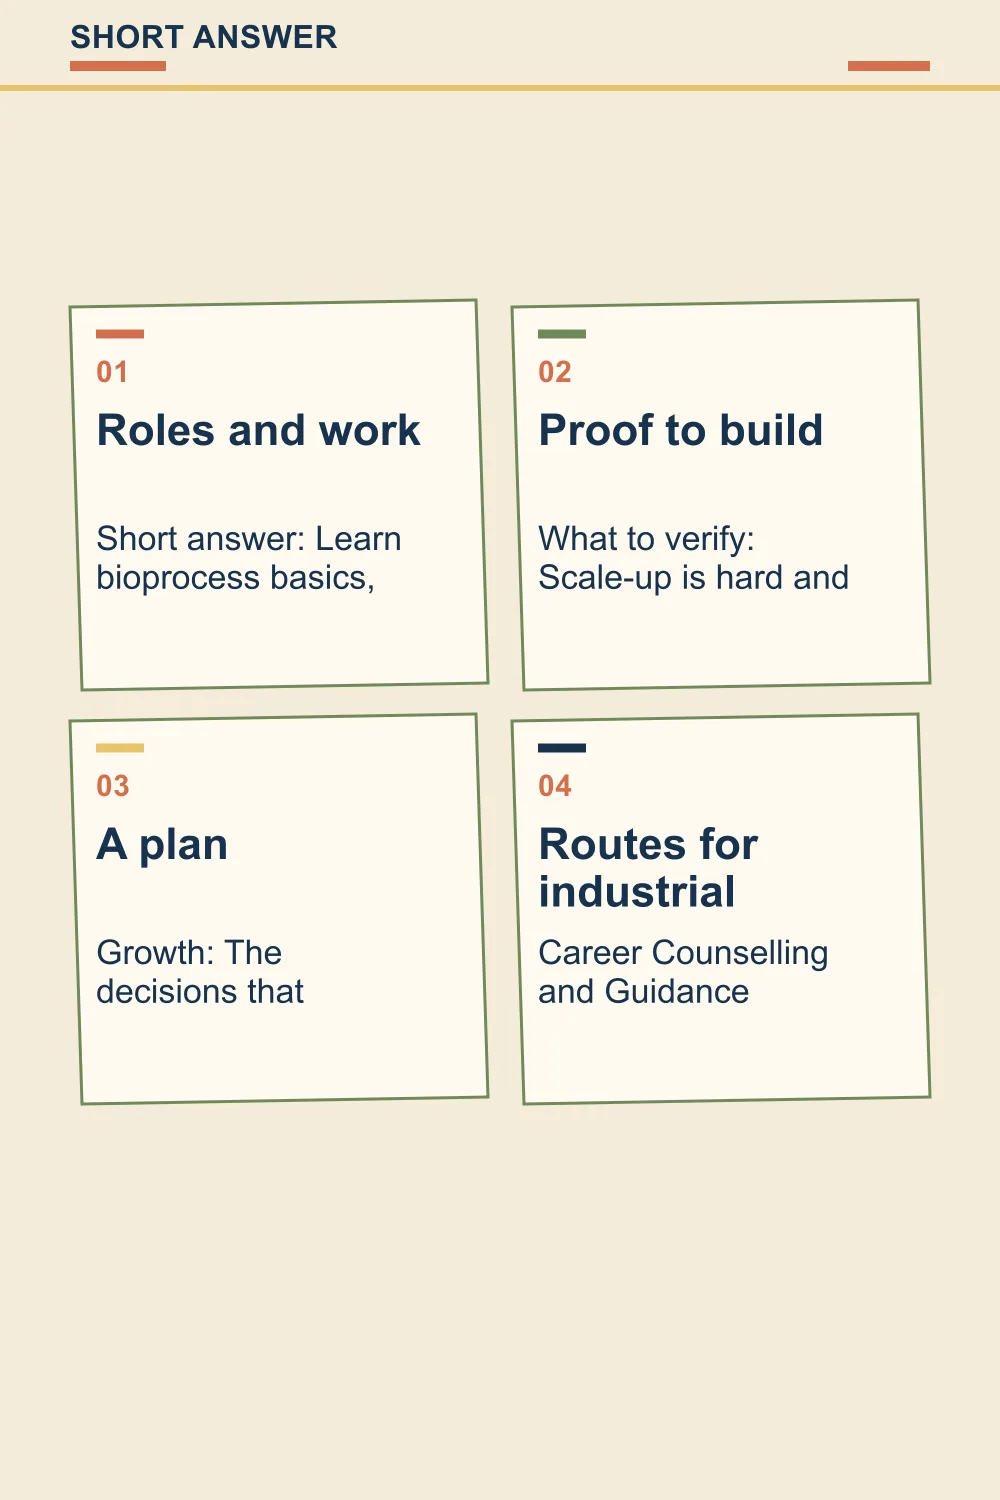 SHORT ANSWER
01
Roles and work
Short answer: Learn
bioprocess basics,
02
Proof to build
What to verify:
Scale-up is hard and
03
A plan
Growth: The
decisions that
04
Routes for
industrial
Career Counselling
and Guidance